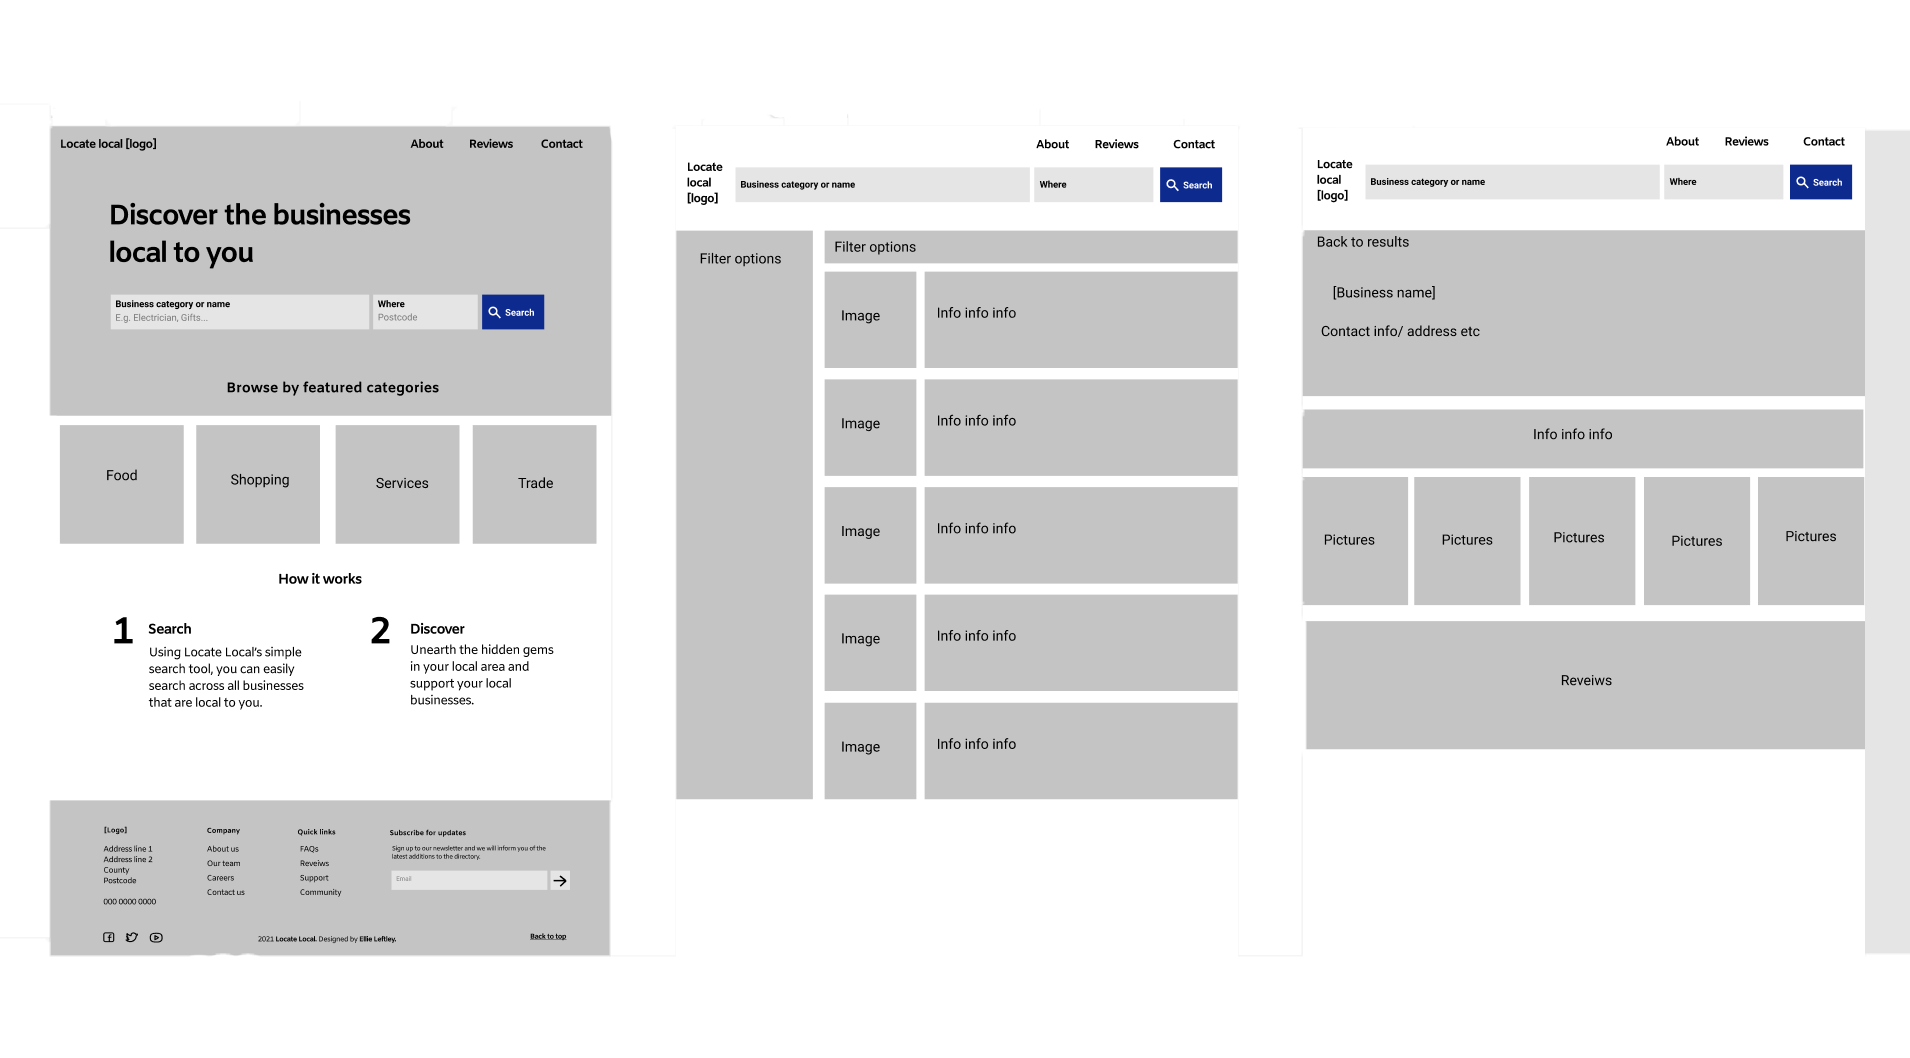 Locate local [logo]
About Reviews Contact
Discover the businesses
local to you
Business category or name
E.g. Electrician, Gifts...
Where
Postcode
Search
Browse by featured categories
Food
Shopping
Services
Trade
How it works
1
Search
Using Locate Local's simple
search tool, you can easily
search across all businesses
that are local to you.
2
Discover
Unearth the hidden gems
in your local area and
support your local
businesses.
[Logo]
Address line 1
Address line 2
County
Postcode
000 0000 0000
Company
About us
Our team
Careers
Contact us
Quick links
FAQs
Reveiws
Support
Community
Subscribe for updates
Sign up to our newsletter and we will inform you of the
latest additions to the directory.
Email
2021 Locate Local. Designed by Ellie Leftley.
Back to top
About Reviews Contact
Locate
local
[logo]
Business category or name
Where
Search
Filter options
Filter options
Image
Info info info
Image
Info info info
Image
Info info info
Image
Info info info
Image
Info info info
About Reviews Contact
Locate
local
[logo]
Business category or name
Where
Search
Back to results
[Business name]
Contact info/ address etc
Info info info
Pictures
Pictures
Pictures
Pictures
Pictures
Reveiws